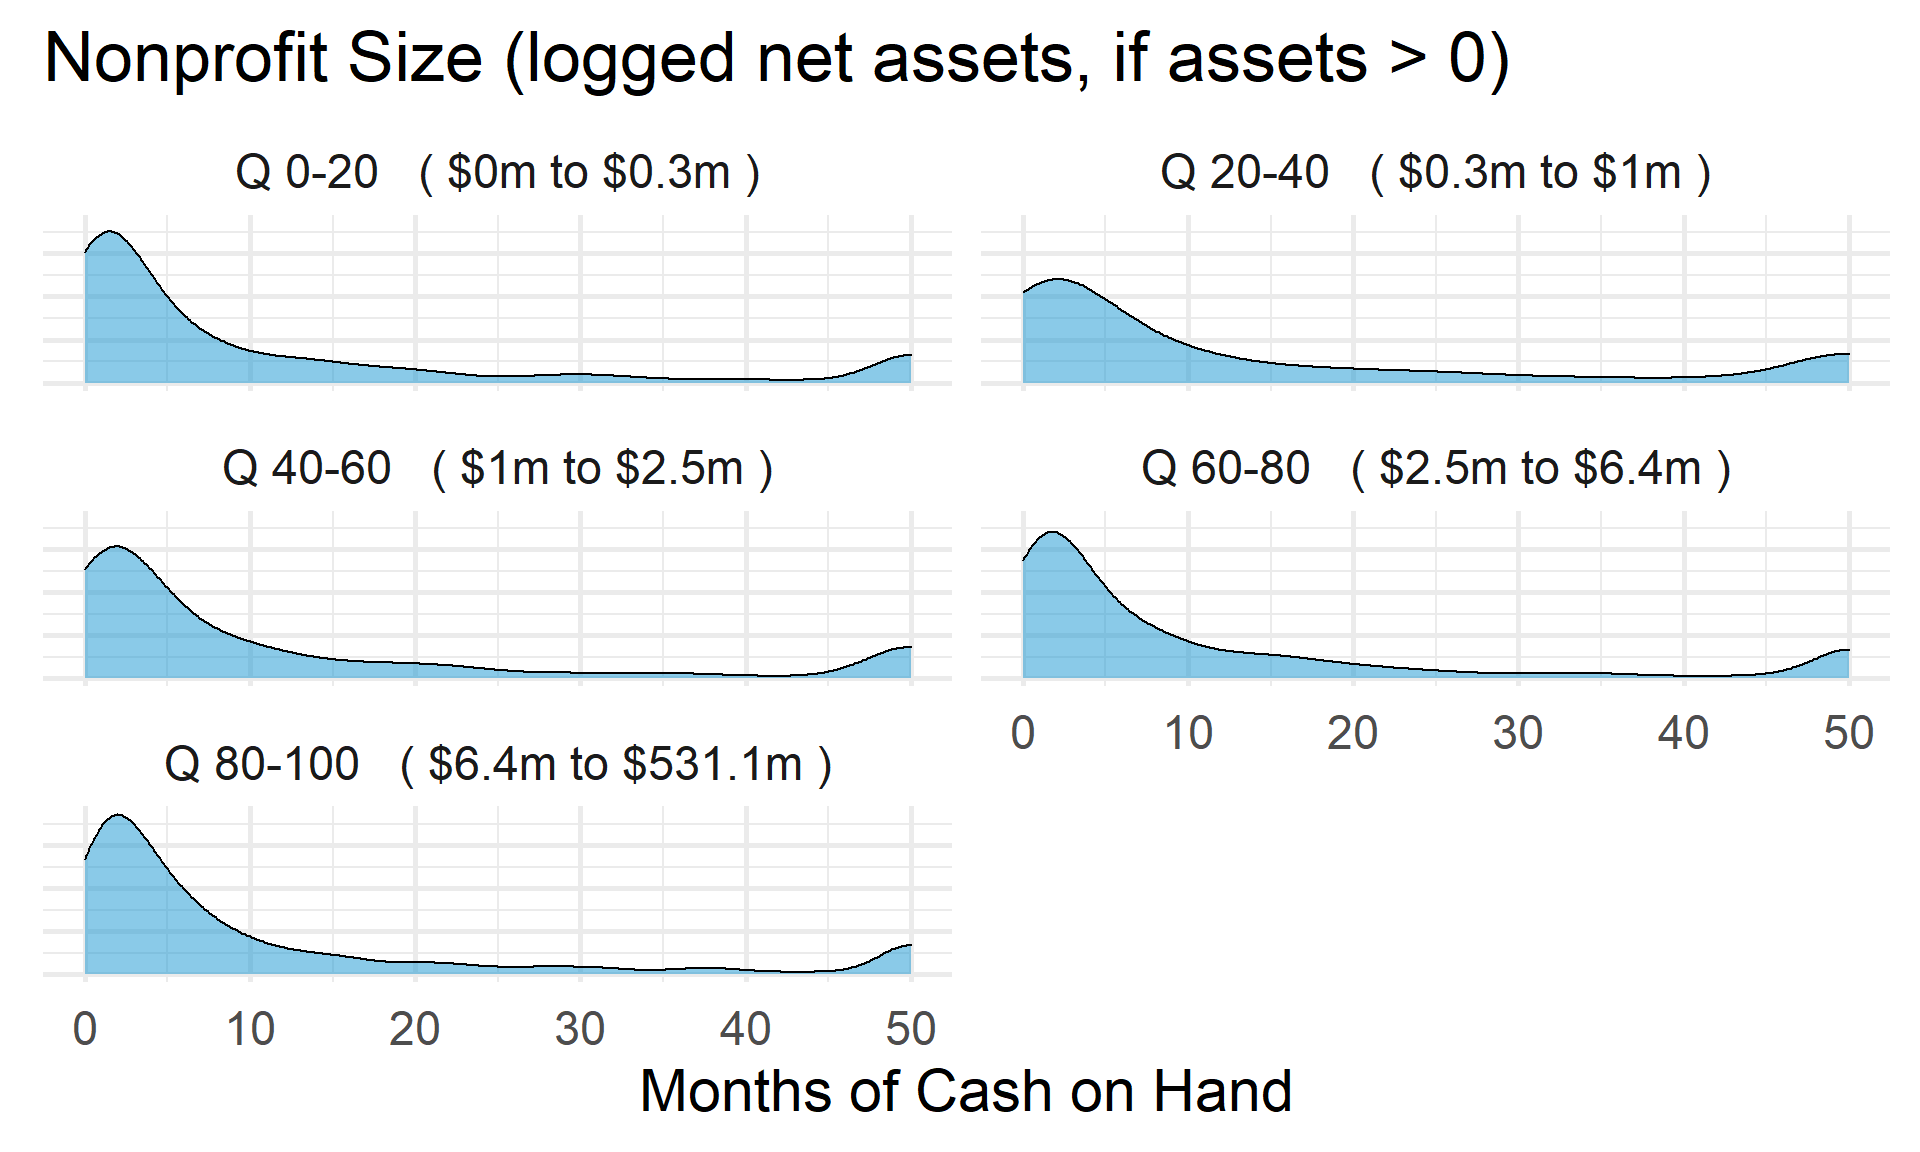 Nonprofit Size (logged net assets, if assets > 0)
Q 0-20 ( $0m to $0.3m )
Q 20-40 ( $0.3m to $1m )
Q 40-60 ( $1m to $2.5m )
Q 60-80 ( $2.5m to $6.4m )
0 10 20 30 40 50
Q 80-100 ( $6.4m to $531.1m )
0 10 20 30 40 50
Months of Cash on Hand